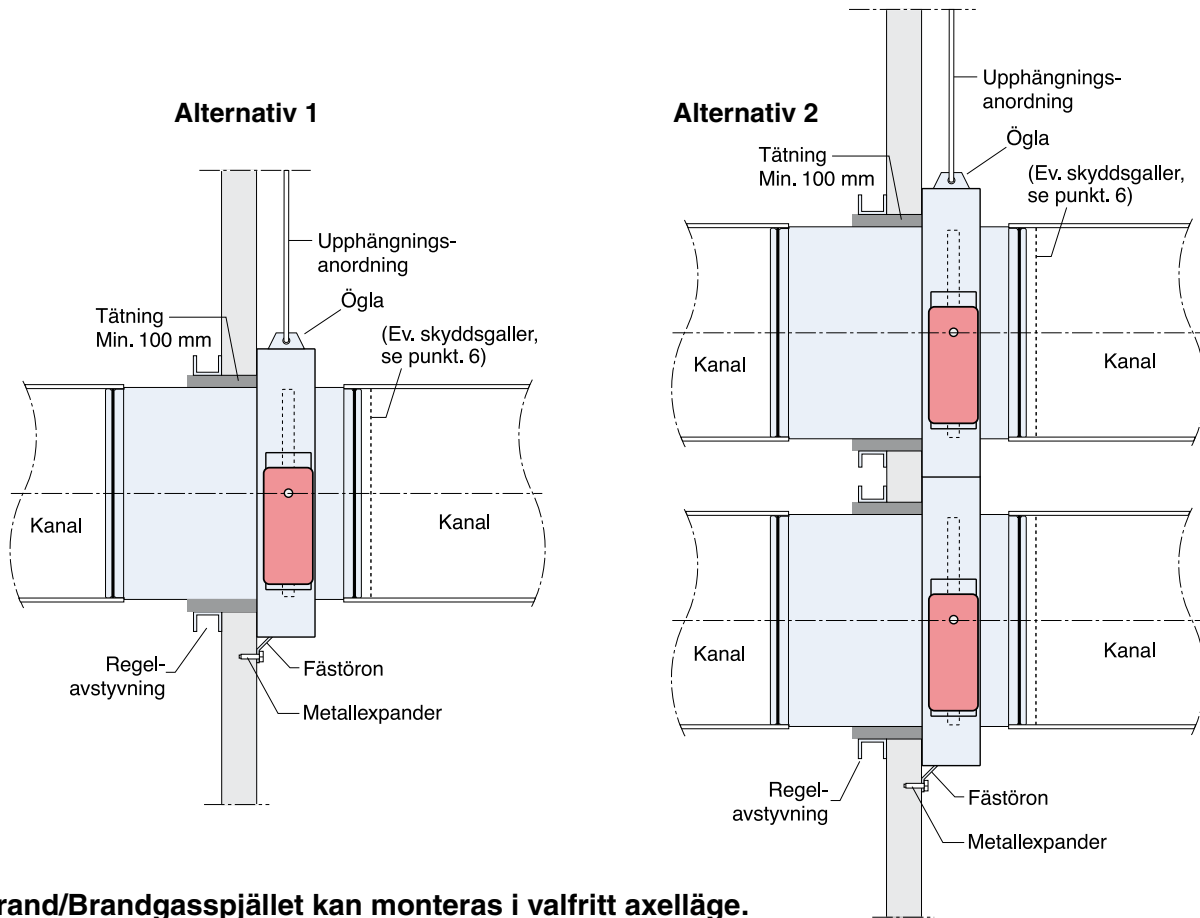 Alternativ 1
Upphängnings-
anordning
Ögla
Tätning
Min. 100 mm
(Ev. skyddsgaller,
se punkt. 6)
Kanal
Kanal
Regel-
avstyvning
Fästöron
Metallexpander
Alternativ 2
Upphängnings-
anordning
Ögla
Tätning
Min. 100 mm
(Ev. skyddsgaller,
se punkt. 6)
Kanal
Kanal
Kanal
Kanal
Regel-
avstyvning
Fästöron
Metallexpander
rand/Brandgasspjället kan monteras i valfritt axelläge.